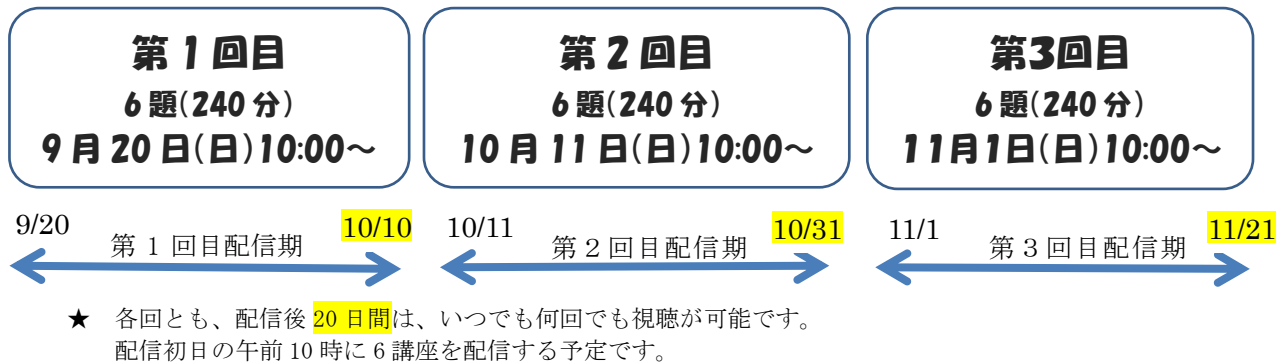 第1回目
6題(240分)
9月20日(日)10:00～
第2回目
6題(240分)
10月11日(日)10:00～
第3回目
6題(240分)
11月1日(日)10:00～
9/20 第1回目配信期 10/10
10/11 第2回目配信期 10/31
11/1 第3回目配信期 11/21
★ 各回とも、配信後20日間は、いつでも何回でも視聴が可能です。
配信初日の午前10時に6講座を配信する予定です。